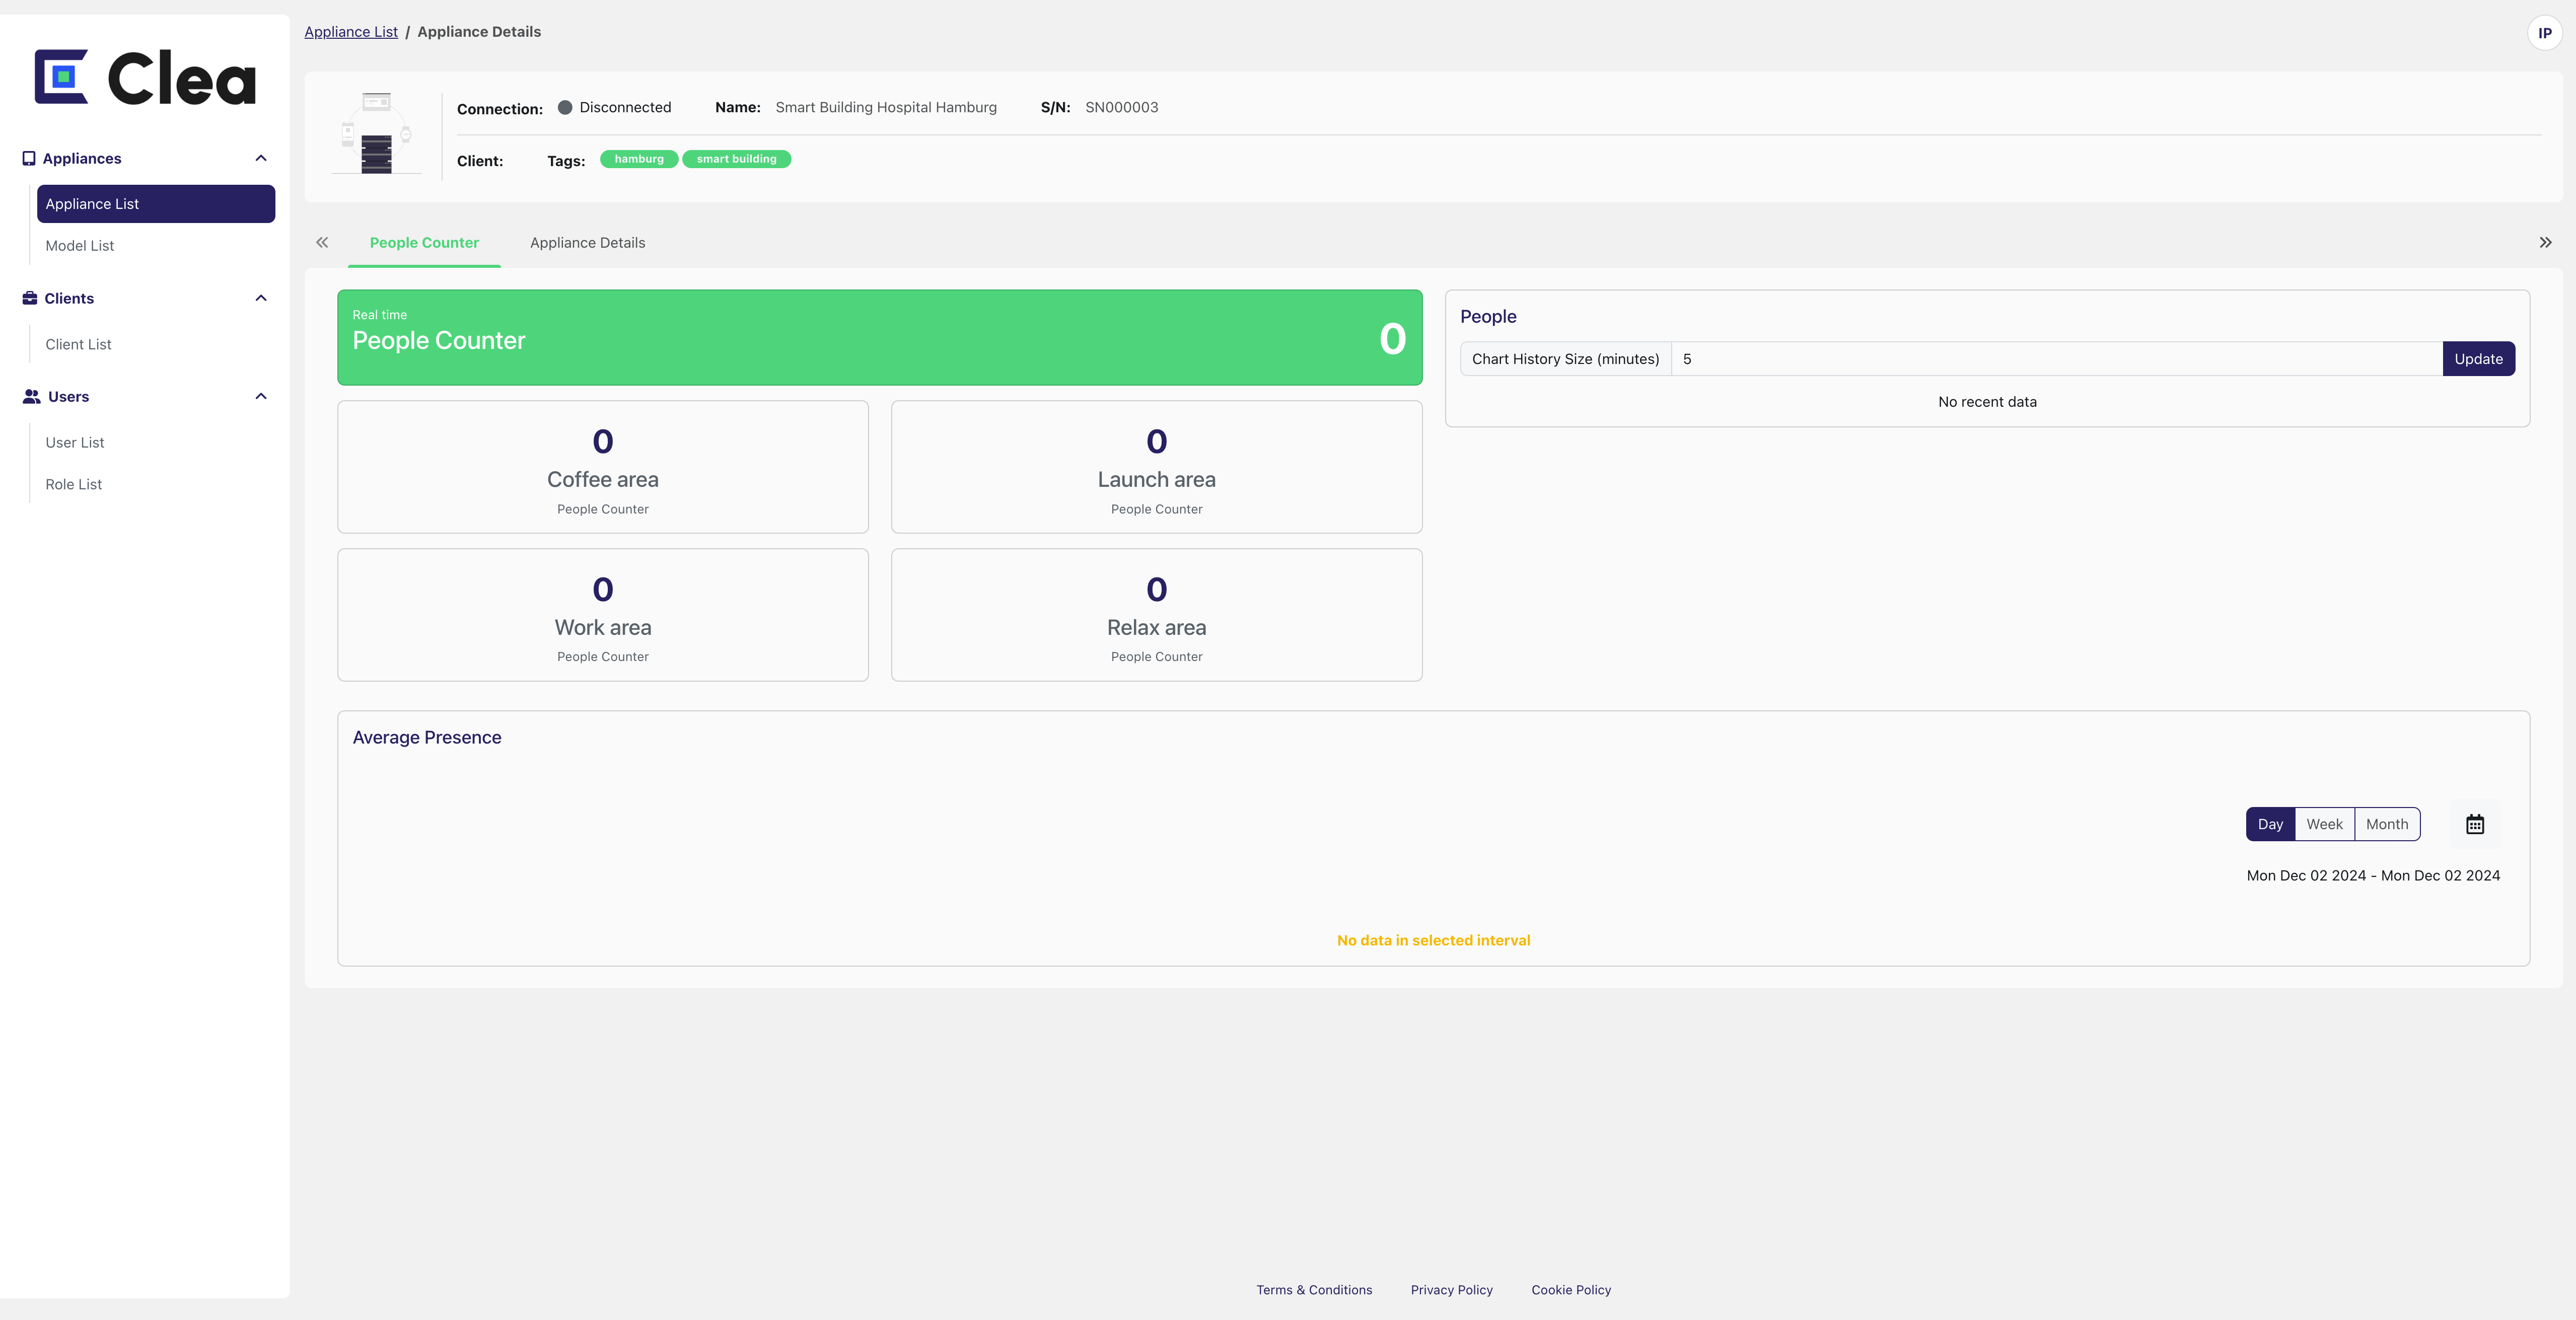 Clea
Appliances
Appliance List
Model List
Clients
Client List
Users
User List
Role List
Appliance List / Appliance Details
IP
Connection: Disconnected Name: Smart Building Hospital Hamburg S/N: SN000003
Client: Tags: hamburg smart building
People Counter Appliance Details
Real time
People Counter
0
0
Coffee area
People Counter
0
Launch area
People Counter
0
Work area
People Counter
0
Relax area
People Counter
People
Chart History Size (minutes) 5 Update
No recent data
Average Presence
Day Week Month
Mon Dec 02 2024 - Mon Dec 02 2024
No data in selected interval
Terms & Conditions Privacy Policy Cookie Policy